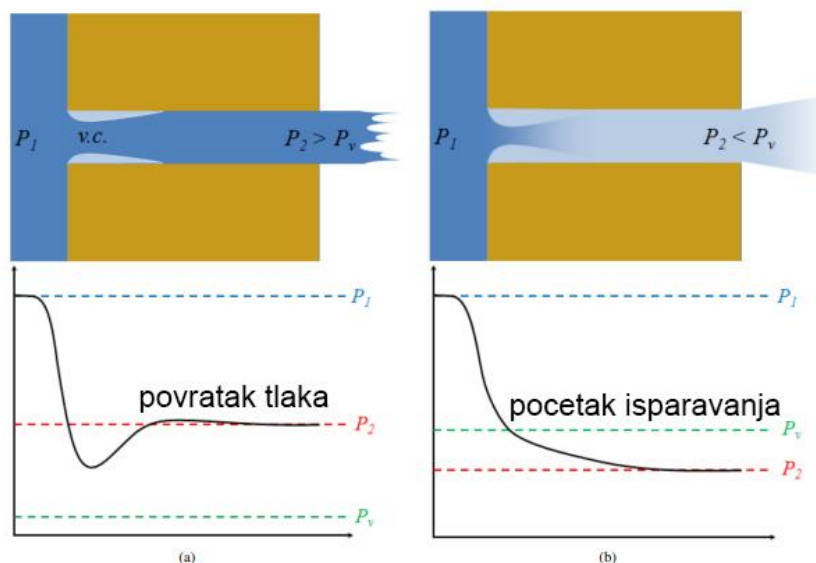 P₁
v.c.
P₂ > Pᵥ
P₁
P₂ < Pᵥ
P₁
povratak tlaka
P₂
Pᵥ
(a)
P₁
pocetak isparavanja
Pᵥ
P₂
(b)